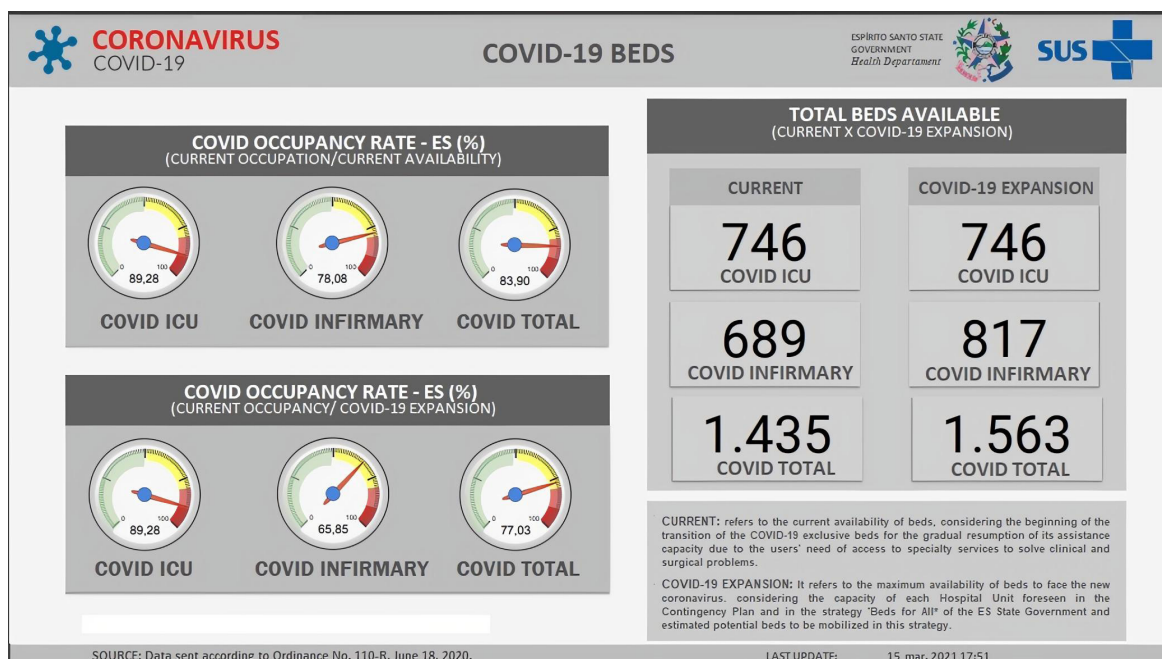 CORONAVIRUS
COVID-19
COVID-19 BEDS
ESPÍRITO SANTO STATE
GOVERNMENT
Health Departament
SUS
COVID OCCUPANCY RATE - ES (%)
(CURRENT OCCUPATION/CURRENT AVAILABILITY)
0 100
89,28
COVID ICU
0 100
78,08
COVID INFIRMARY
0 100
83,90
COVID TOTAL
COVID OCCUPANCY RATE - ES (%)
(CURRENT OCCUPANCY/ COVID-19 EXPANSION)
0 100
89,28
COVID ICU
0 100
65,85
COVID INFIRMARY
0 100
77,03
COVID TOTAL
TOTAL BEDS AVAILABLE
(CURRENT X COVID-19 EXPANSION)
CURRENT
COVID-19 EXPANSION
746
COVID ICU
746
COVID ICU
689
COVID INFIRMARY
817
COVID INFIRMARY
1.435
COVID TOTAL
1.563
COVID TOTAL
CURRENT: refers to the current availability of beds, considering the beginning of the
transition of the COVID-19 exclusive beds for the gradual resumption of its assistance
capacity due to the users' need of access to specialty services to solve clinical and
surgical problems.
COVID-19 EXPANSION: It refers to the maximum availability of beds to face the new
coronavirus. considering the capacity of each Hospital Unit foreseen in the
Contingency Plan and in the strategy "Beds for All" of the ES State Government and
estimated potential beds to be mobilized in this strategy.
SOURCE: Data sent according to Ordinance No. 110-R, June 18, 2020.
LAST UPDATE: 15 mar. 2021 17:51